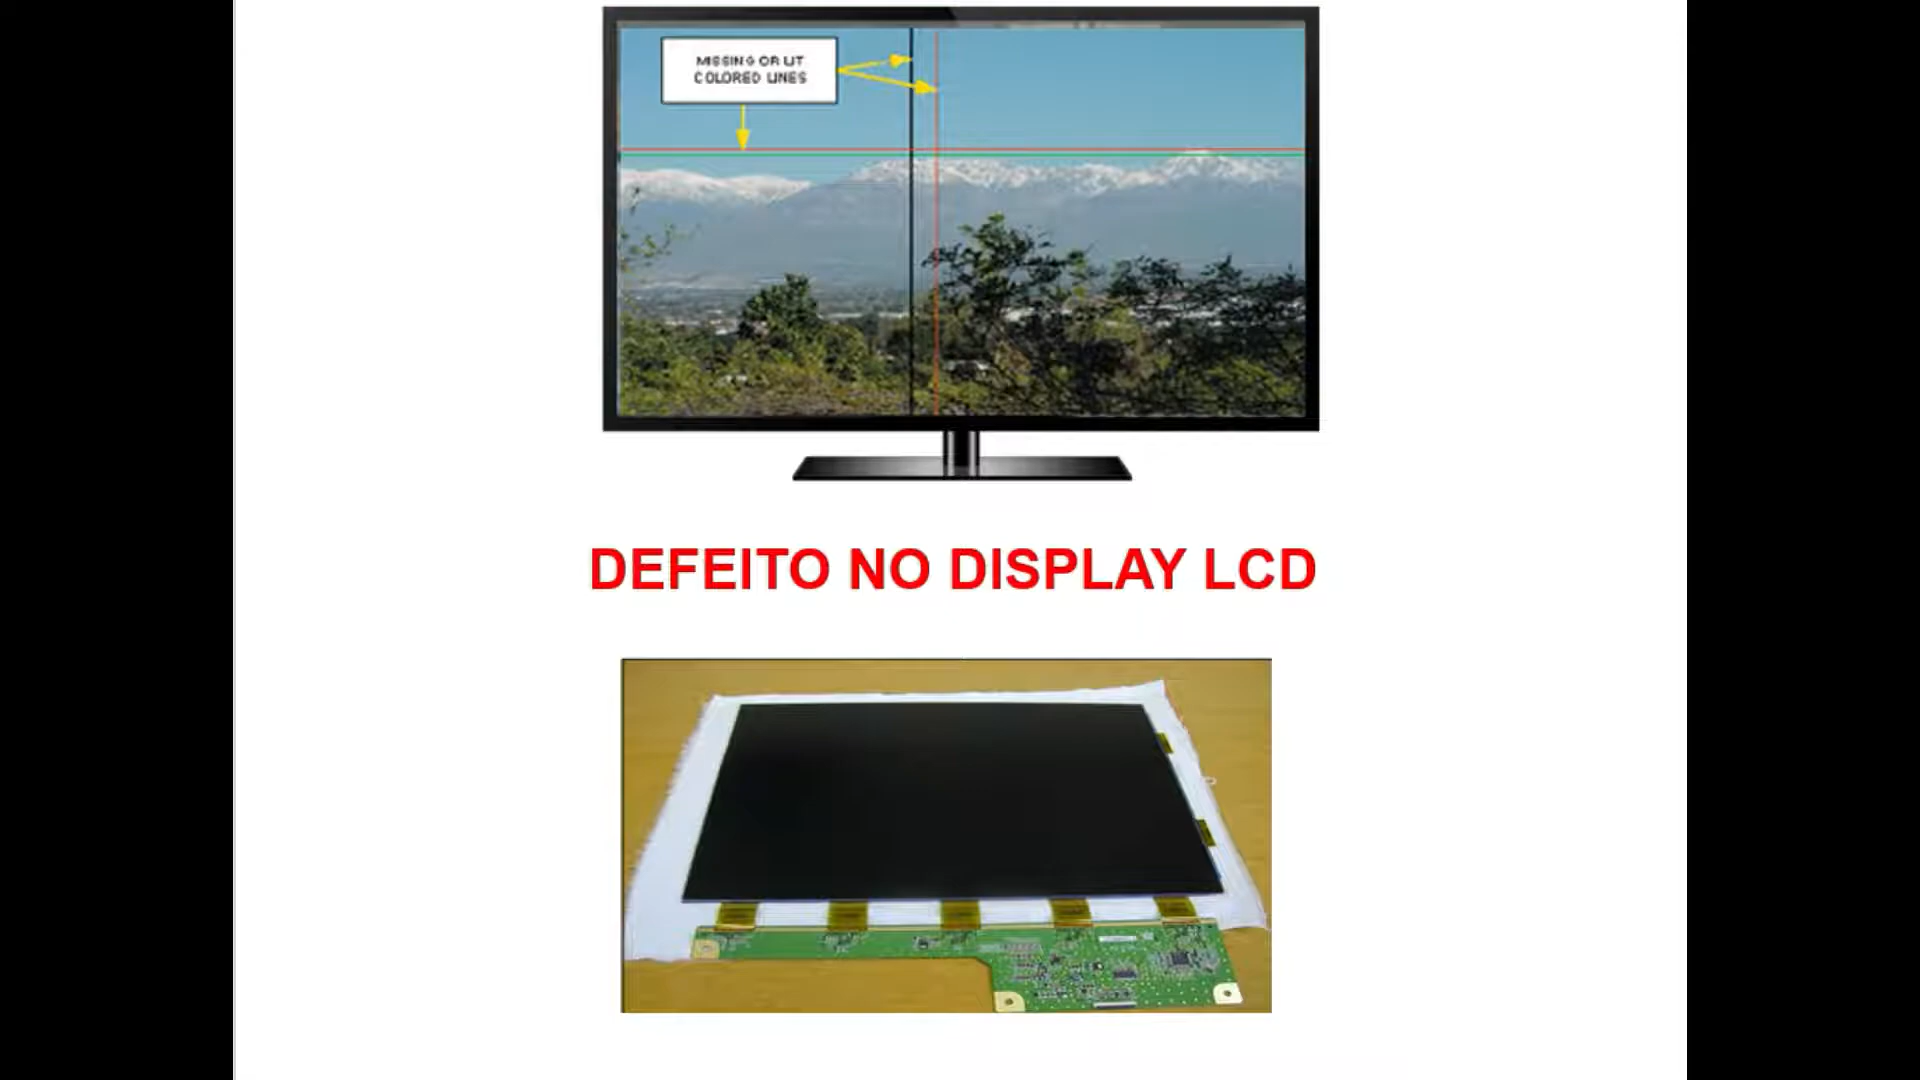 MISSING OR LIT
COLORED LINES
DEFEITO NO DISPLAY LCD